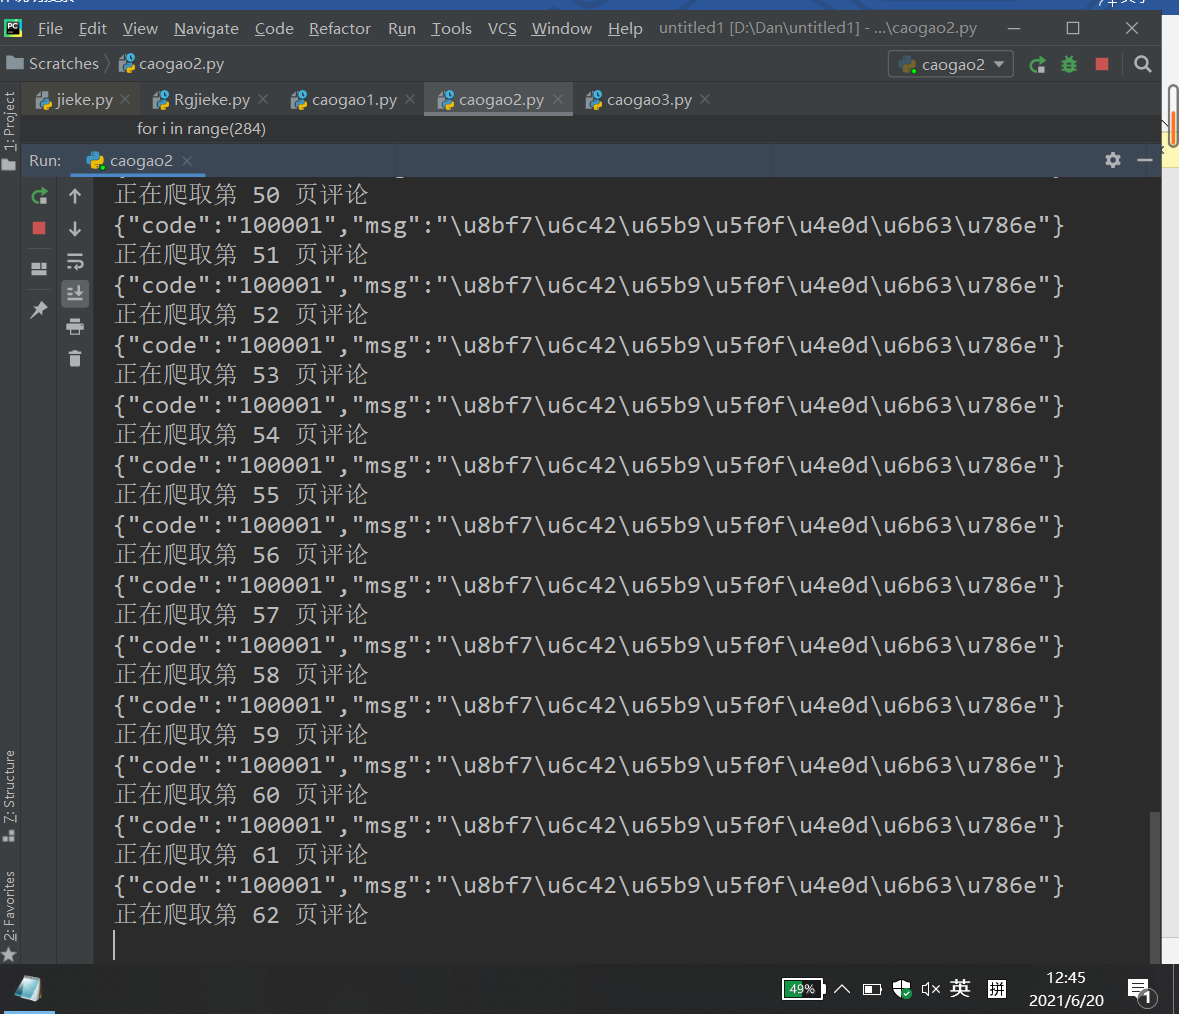 File Edit View Navigate Code Refactor Run Tools VCS Window Help untitled1 [D:\Dan\untitled1] - ...\caogao2.py
Scratches caogao2.py caogao2
jieke.py Rgjieke.py caogao1.py caogao2.py caogao3.py
for i in range(284)
Run: caogao2
正在爬取第 50 页评论
{"code":"100001","msg":"\u8bf7\u6c42\u65b9\u5f0f\u4e0d\u6b63\u786e"}
正在爬取第 51 页评论
{"code":"100001","msg":"\u8bf7\u6c42\u65b9\u5f0f\u4e0d\u6b63\u786e"}
正在爬取第 52 页评论
{"code":"100001","msg":"\u8bf7\u6c42\u65b9\u5f0f\u4e0d\u6b63\u786e"}
正在爬取第 53 页评论
{"code":"100001","msg":"\u8bf7\u6c42\u65b9\u5f0f\u4e0d\u6b63\u786e"}
正在爬取第 54 页评论
{"code":"100001","msg":"\u8bf7\u6c42\u65b9\u5f0f\u4e0d\u6b63\u786e"}
正在爬取第 55 页评论
{"code":"100001","msg":"\u8bf7\u6c42\u65b9\u5f0f\u4e0d\u6b63\u786e"}
正在爬取第 56 页评论
{"code":"100001","msg":"\u8bf7\u6c42\u65b9\u5f0f\u4e0d\u6b63\u786e"}
正在爬取第 57 页评论
{"code":"100001","msg":"\u8bf7\u6c42\u65b9\u5f0f\u4e0d\u6b63\u786e"}
正在爬取第 58 页评论
{"code":"100001","msg":"\u8bf7\u6c42\u65b9\u5f0f\u4e0d\u6b63\u786e"}
正在爬取第 59 页评论
{"code":"100001","msg":"\u8bf7\u6c42\u65b9\u5f0f\u4e0d\u6b63\u786e"}
正在爬取第 60 页评论
{"code":"100001","msg":"\u8bf7\u6c42\u65b9\u5f0f\u4e0d\u6b63\u786e"}
正在爬取第 61 页评论
{"code":"100001","msg":"\u8bf7\u6c42\u65b9\u5f0f\u4e0d\u6b63\u786e"}
正在爬取第 62 页评论
1: Project
7: Structure
2: Favorites
49% 英 拼 12:45
2021/6/20
1